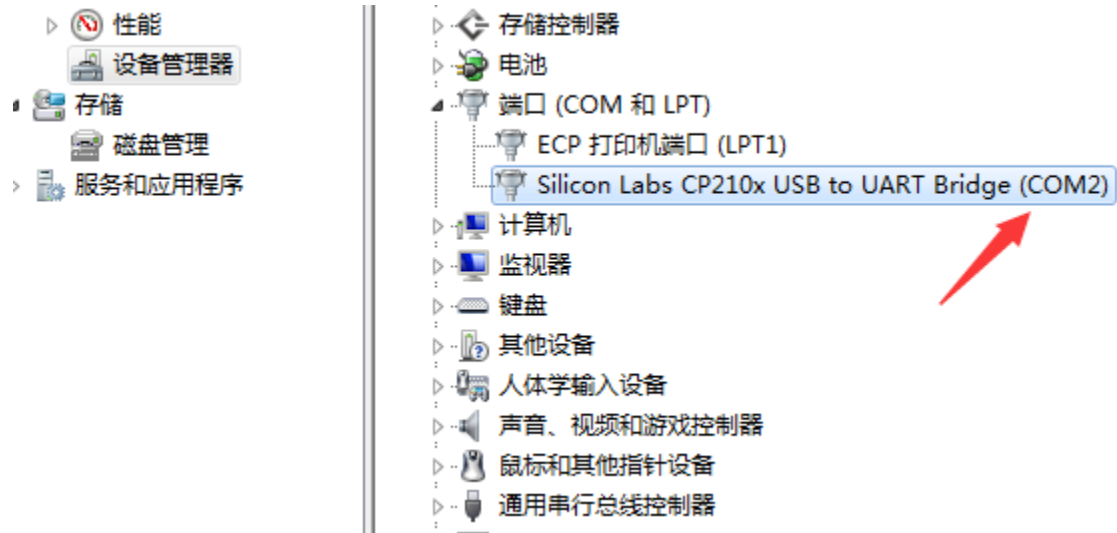 性能
设备管理器
存储
磁盘管理
服务和应用程序
存储控制器
电池
端口 (COM 和 LPT)
ECP 打印机端口 (LPT1)
Silicon Labs CP210x USB to UART Bridge (COM2)
计算机
监视器
键盘
其他设备
人体学输入设备
声音、视频和游戏控制器
鼠标和其他指针设备
通用串行总线控制器